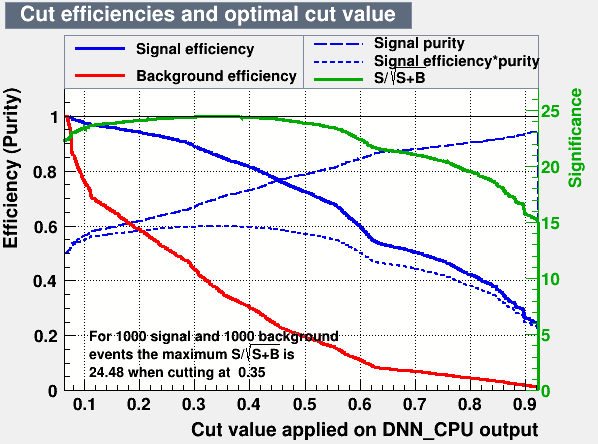 Cut efficiencies and optimal cut value
Signal efficiency
Background efficiency
Signal purity
Signal efficiency*purity
S/√S+B
Efficiency (Purity)
1
0.8
0.6
0.4
0.2
0
25
20
15
10
5
0
Significance
For 1000 signal and 1000 background
events the maximum S/√S+B is
24.48 when cutting at 0.35
0.1 0.2 0.3 0.4 0.5 0.6 0.7 0.8 0.9
Cut value applied on DNN_CPU output